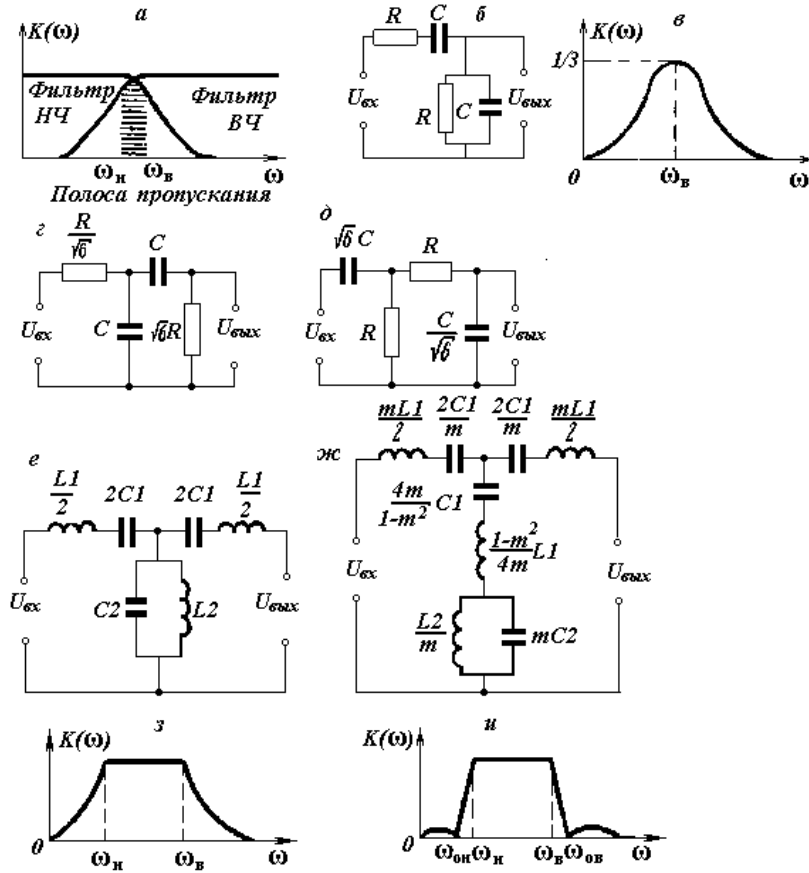 а
K(ω)
Фильтр
НЧ
Фильтр
ВЧ
ωн
ωв
ω
Полоса пропускания
б
R
C
Uвх
R
C
Uвых
в
K(ω)
1/3
0
ωв
ω
г
R/√6
C
Uвх
C
√6R
Uвых
д
√6 C
R
Uвх
R
C/√6
Uвых
е
L1/2
2C1
2C1
L1/2
Uвх
C2
L2
Uвых
ж
mL1/2
2C1/m
2C1/m
mL1/2
4m/1-m² C1
1-m²/4m L1
Uвх
Uвых
L2/m
mC2
з
K(ω)
0
ωн
ωв
ω
и
K(ω)
0
ωон
ωн
ωв
ωов
ω